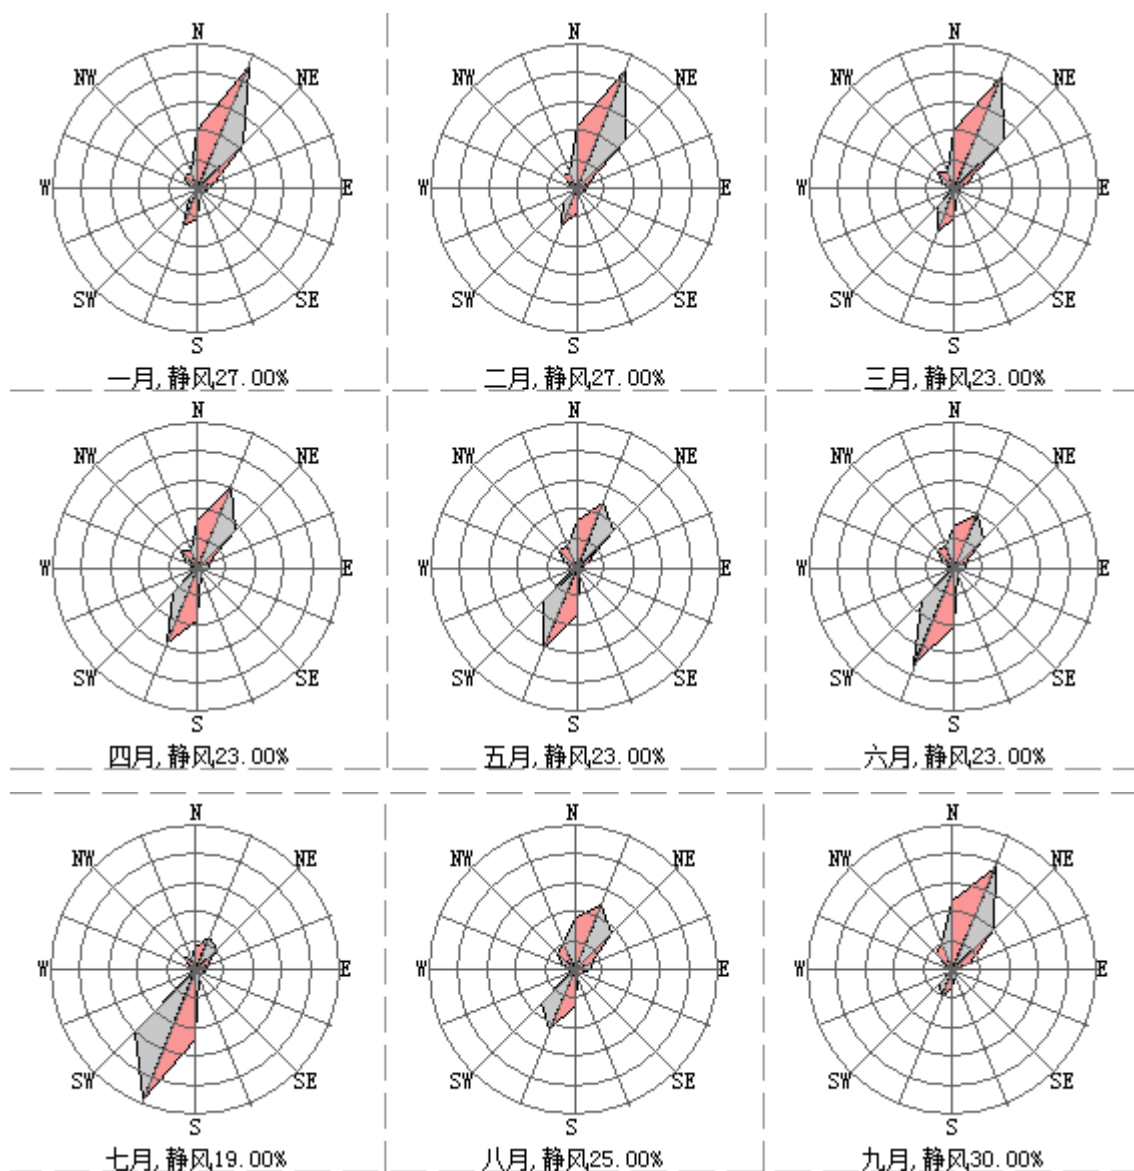 N N N
NW NE NW NE NW NE
W E W E W E
SW SE SW SE SW SE
S S S
一月,静风27.00% 二月,静风27.00% 三月,静风23.00%
N N N
NW NE NW NE NW NE
W E W E W E
SW SE SW SE SW SE
S S S
四月,静风23.00% 五月,静风23.00% 六月,静风23.00%
N N N
NW NE NW NE NW NE
W E W E W E
SW SE SW SE SW SE
S S S
七月,静风19.00% 八月,静风25.00% 九月,静风30.00%